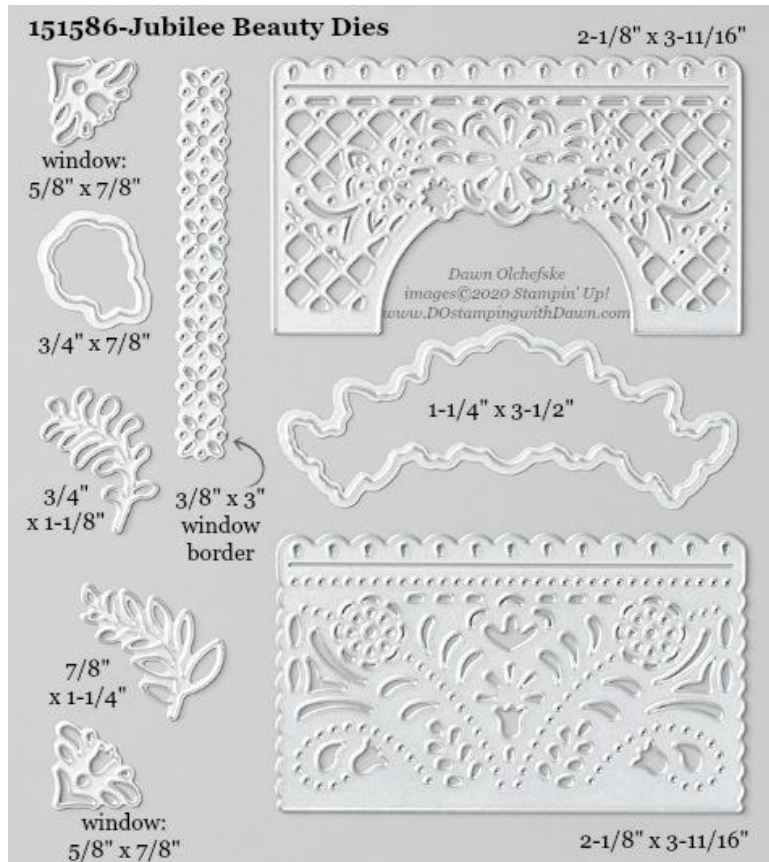 151586-Jubilee Beauty Dies
2-1/8" x 3-11/16"
window:
5/8" x 7/8"
3/4" x 7/8"
Dawn Olchefske
images©2020 Stampin' Up!
www.DOstampingwithDawn.com
1-1/4" x 3-1/2"
3/4"
x 1-1/8"
3/8" x 3"
window
border
7/8"
x 1-1/4"
window:
5/8" x 7/8"
2-1/8" x 3-11/16"